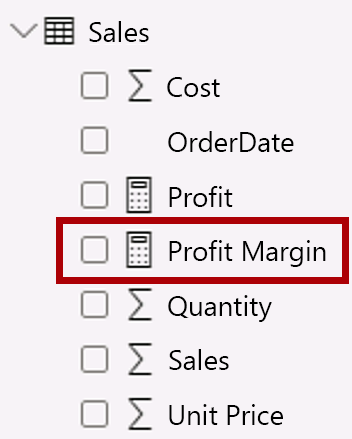 Sales
Cost
OrderDate
Profit
Profit Margin
Quantity
Sales
Unit Price